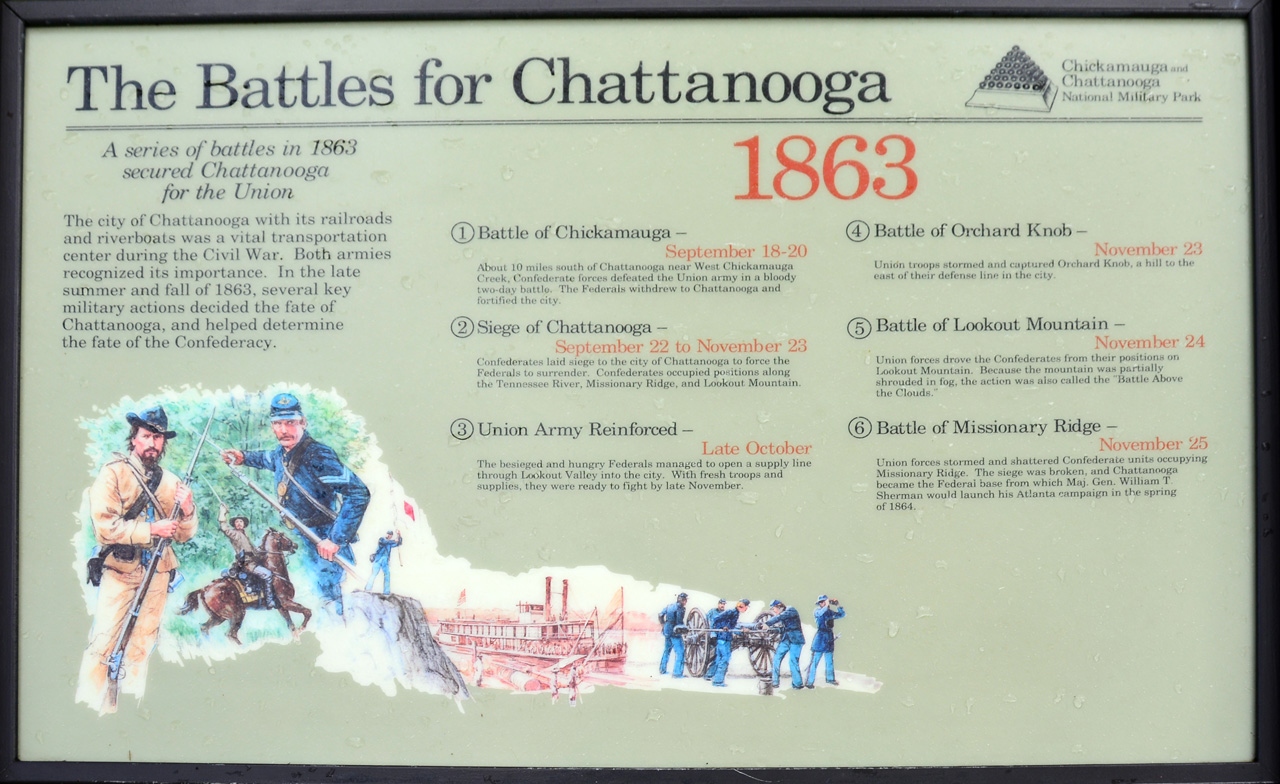 The Battles for Chattanooga
Chickamauga and
Chattanooga
National Military Park
A series of battles in 1863
secured Chattanooga
for the Union
The city of Chattanooga with its railroads
and riverboats was a vital transportation
center during the Civil War. Both armies
recognized its importance. In the late
summer and fall of 1863, several key
military actions decided the fate of
Chattanooga, and helped determine
the fate of the Confederacy.
1863
1 Battle of Chickamauga –
September 18-20
About 10 miles south of Chattanooga near West Chickamauga
Creek, Confederate forces defeated the Union army in a bloody
two-day battle. The Federals withdrew to Chattanooga and
fortified the city.
2 Siege of Chattanooga –
September 22 to November 23
Confederates laid siege to the city of Chattanooga to force the
Federals to surrender. Confederates occupied positions along
the Tennessee River, Missionary Ridge, and Lookout Mountain.
3 Union Army Reinforced –
Late October
The besieged and hungry Federals managed to open a supply line
through Lookout Valley into the city. With fresh troops and
supplies, they were ready to fight by late November.
4 Battle of Orchard Knob –
November 23
Union troops stormed and captured Orchard Knob, a hill to the
east of their defense line in the city.
5 Battle of Lookout Mountain –
November 24
Union forces drove the Confederates from their positions on
Lookout Mountain. Because the mountain was partially
shrouded in fog, the action was also called the "Battle Above
the Clouds."
6 Battle of Missionary Ridge –
November 25
Union forces stormed and shattered Confederate units occupying
Missionary Ridge. The siege was broken, and Chattanooga
became the Federal base from which Maj. Gen. William T.
Sherman would launch his Atlanta campaign in the spring
of 1864.